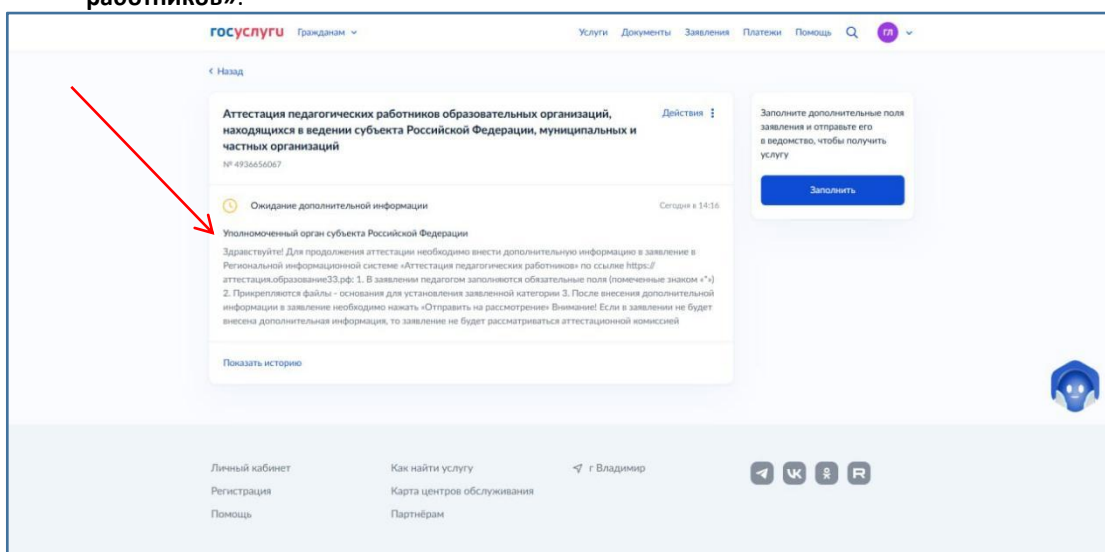 работников».
госуслуги Гражданам Услуги Документы Заявления Платежи Помощь ГЛ
< Назад
Аттестация педагогических работников образовательных организаций,
находящихся в ведении субъекта Российской Федерации, муниципальных и
частных организаций
Действия
№ 4936656067
Ожидание дополнительной информации Сегодня в 14:16
Уполномоченный орган субъекта Российской Федерации
Здравствуйте! Для продолжения аттестации необходимо внести дополнительную информацию в заявление в
Региональной информационной системе «Аттестация педагогических работников» по ссылке https://
аттестация.образование33.рф: 1. В заявлении педагогом заполняются обязательные поля (помеченные знаком «*»)
2. Прикрепляются файлы - основания для установления заявленной категории 3. После внесения дополнительной
информации в заявление необходимо нажать «Отправить на рассмотрение» Внимание! Если в заявлении не будет
внесена дополнительная информация, то заявление не будет рассматриваться аттестационной комиссией
Показать историю
Заполните дополнительные поля
заявления и отправьте его
в ведомство, чтобы получить
услугу
Заполнить
Личный кабинет Как найти услугу г Владимир
Регистрация Карта центров обслуживания
Помощь Партнёрам